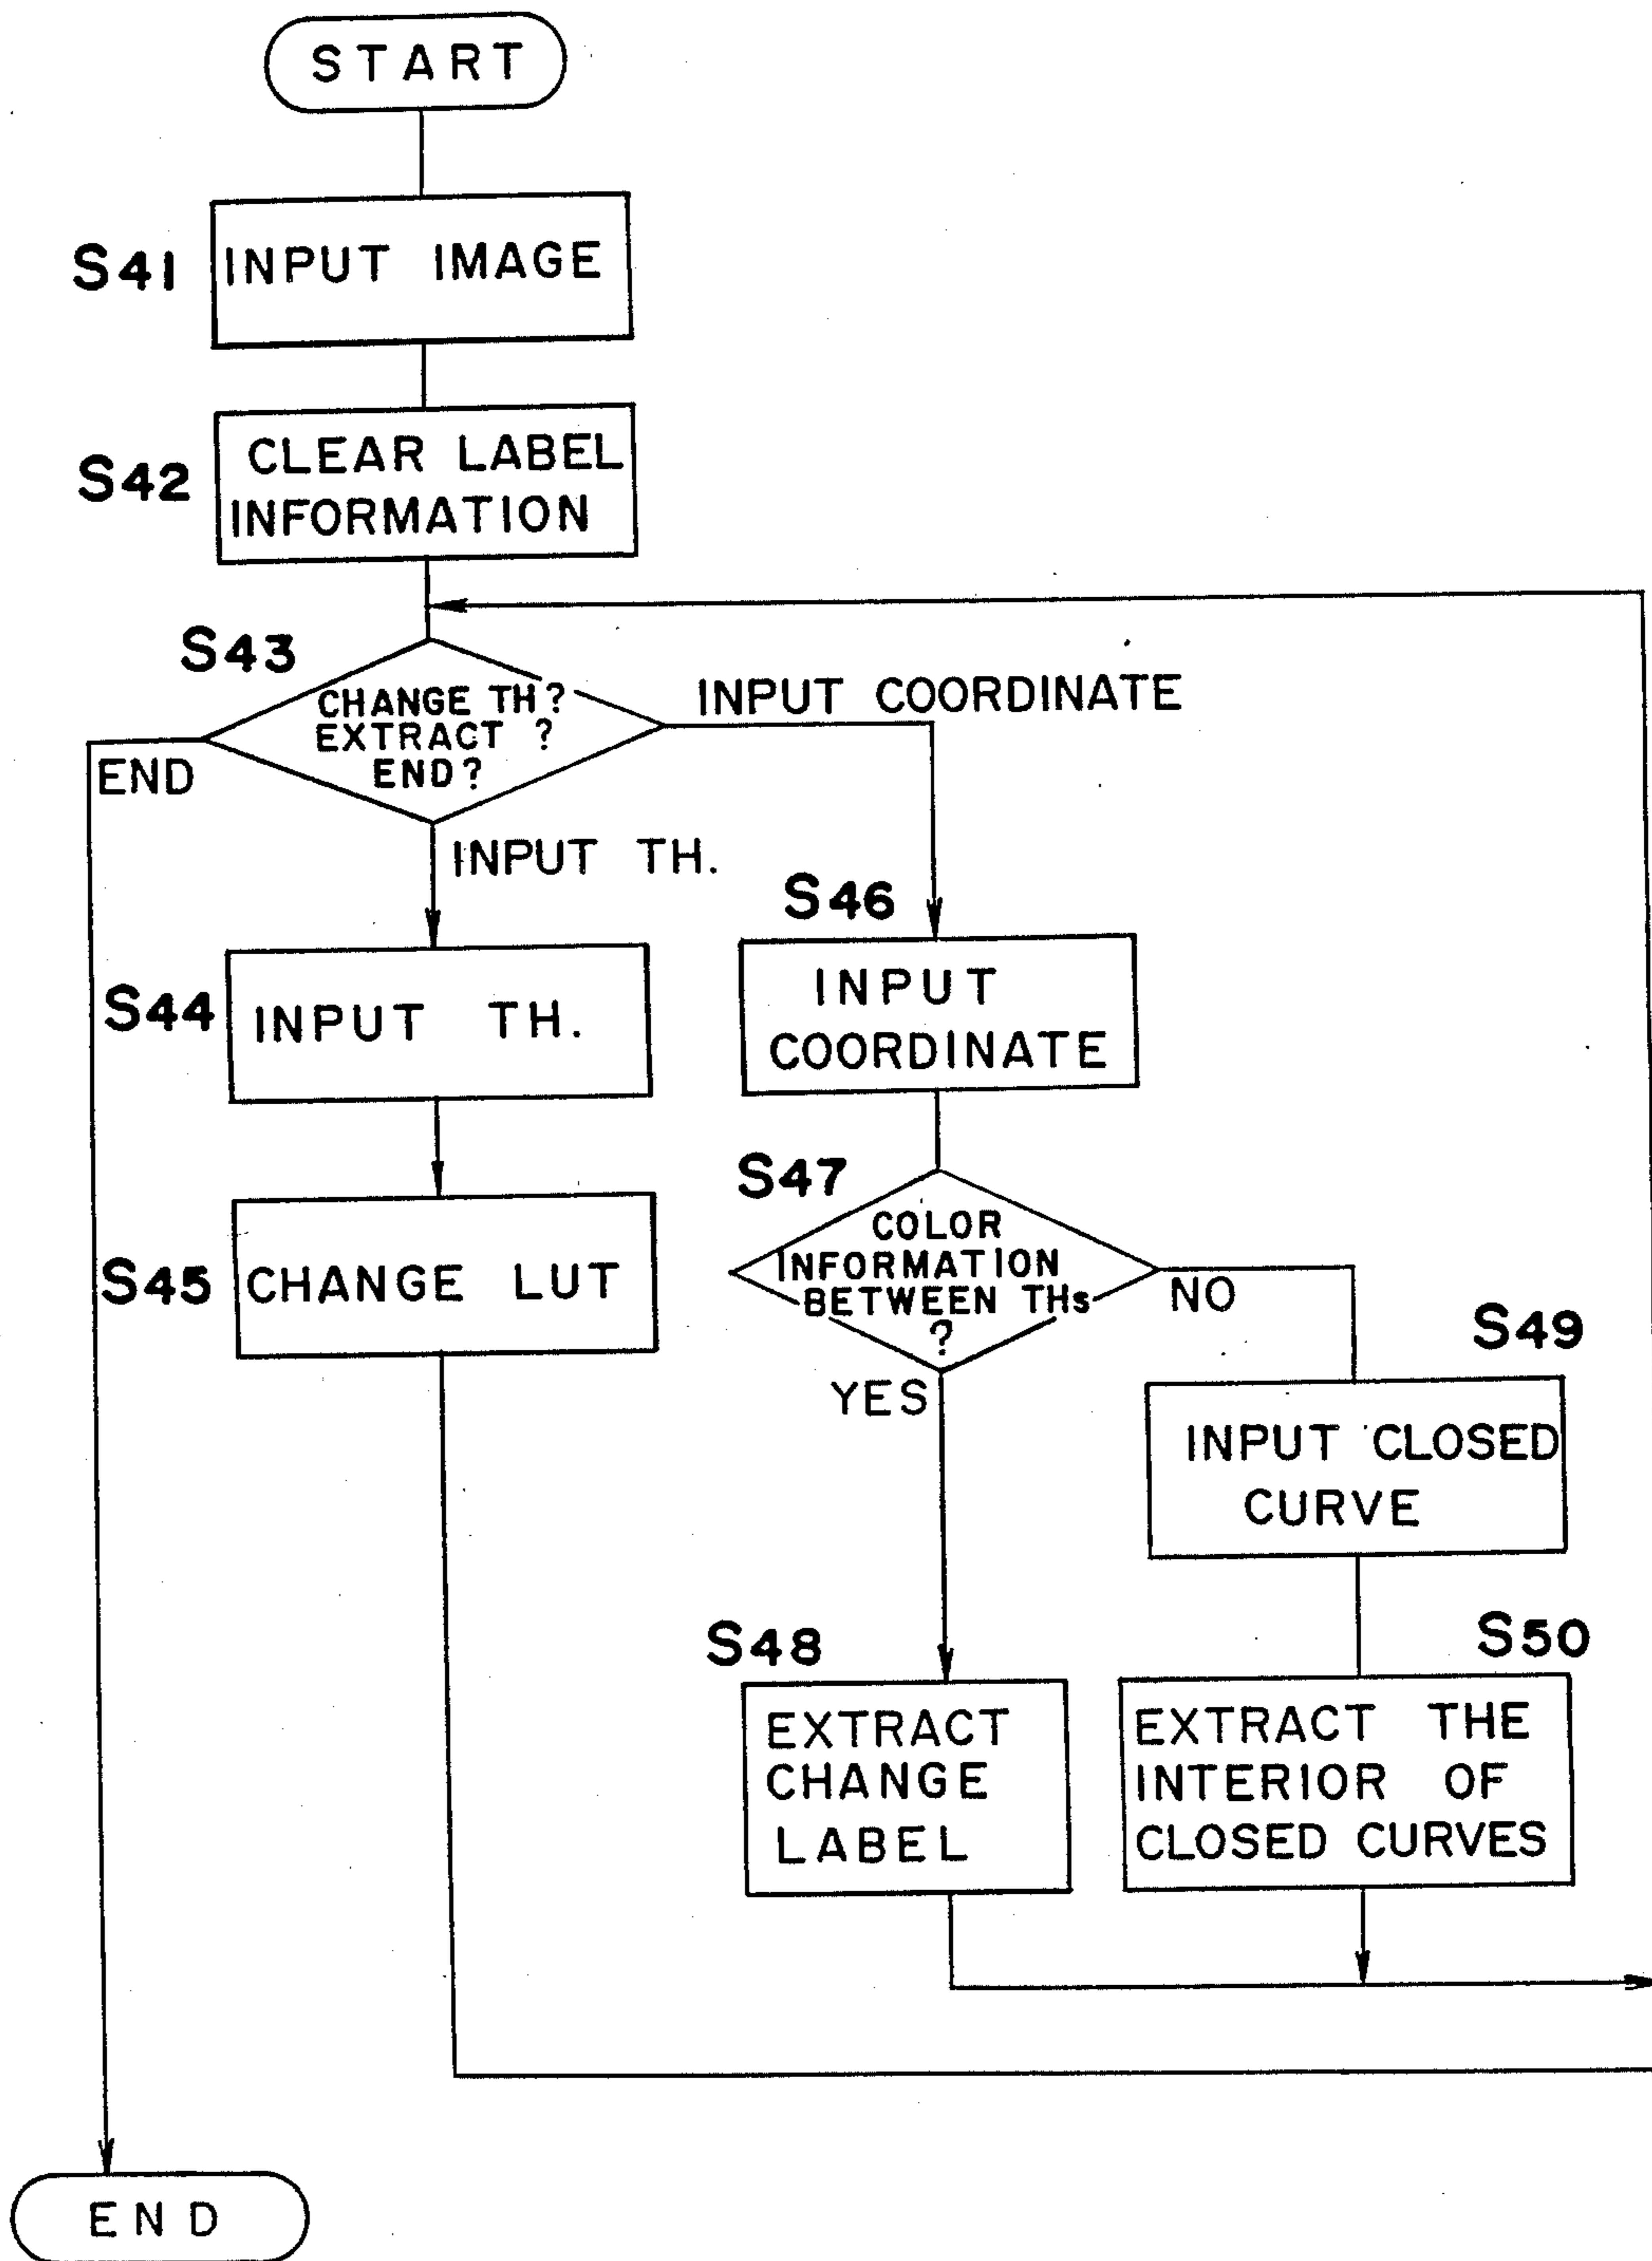 START
S41
INPUT IMAGE
S42
CLEAR LABEL
INFORMATION
S43
CHANGE TH?
EXTRACT ?
END?
END
INPUT TH.
INPUT COORDINATE
S44
INPUT TH.
S45
CHANGE LUT
S46
INPUT
COORDINATE
S47
COLOR
INFORMATION
BETWEEN THs
?
YES
NO
S48
EXTRACT
CHANGE
LABEL
S49
INPUT CLOSED
CURVE
S50
EXTRACT THE
INTERIOR OF
CLOSED CURVES
END